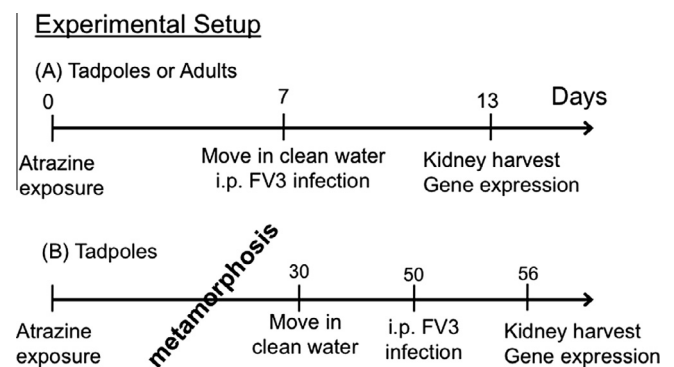 Experimental Setup
(A) Tadpoles or Adults
0 7 13 Days
Atrazine exposure
Move in clean water
i.p. FV3 infection
Kidney harvest
Gene expression
(B) Tadpoles
metamorphosis
30 50 56
Atrazine
exposure
Move in
clean water
i.p. FV3
infection
Kidney harvest
Gene expression